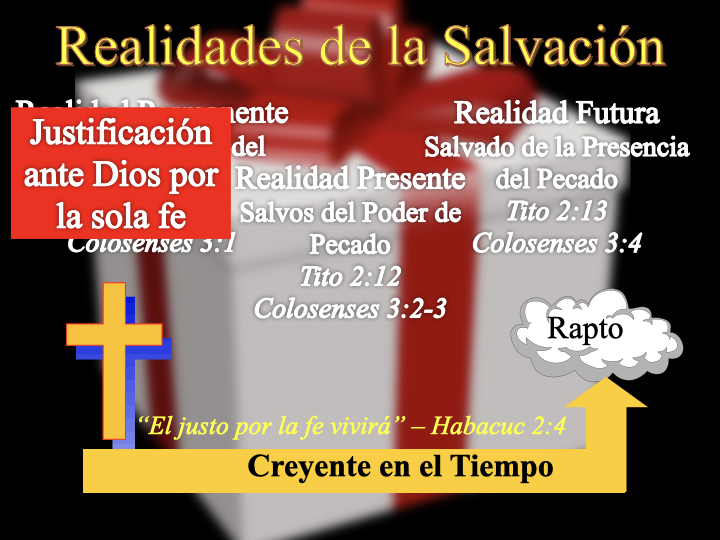 Realidades de la Salvación
Justificación
ante Dios por
la sola fe
del
Colosenses 3:1
Realidad Presente
Salvos del Poder de
Pecado
Tito 2:12
Colosenses 3:2-3
Realidad Futura
Salvado de la Presencia
del Pecado
Tito 2:13
Colosenses 3:4
Rapto
“El justo por la fe vivirá” – Habacuc 2:4
Creyente en el Tiempo